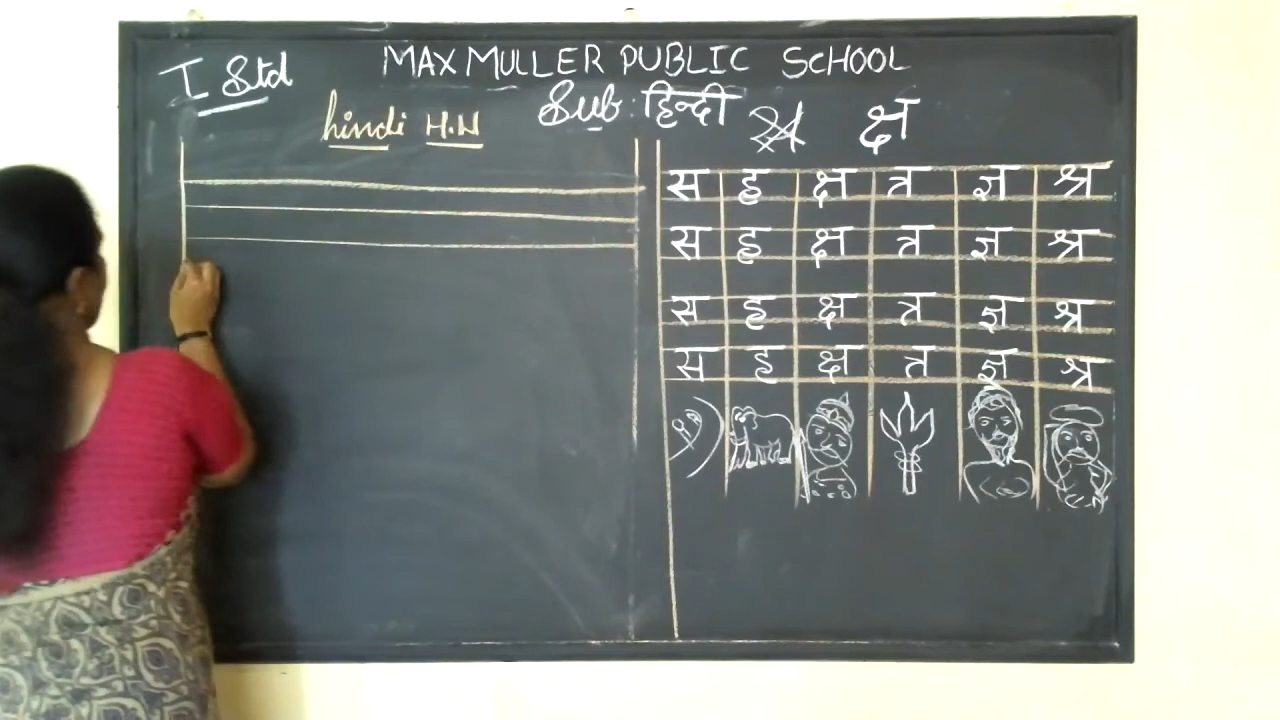 MAX MULLER PUBLIC SCHOOL
I Std
Sub: हिन्दी
hindi H.W
क्ष
स ह क्ष त्र ज्ञ श्र
स ह क्ष त्र ज्ञ श्र
स ह क्ष त्र ज्ञ श्र
स ह क्ष त्र ज्ञ श्र